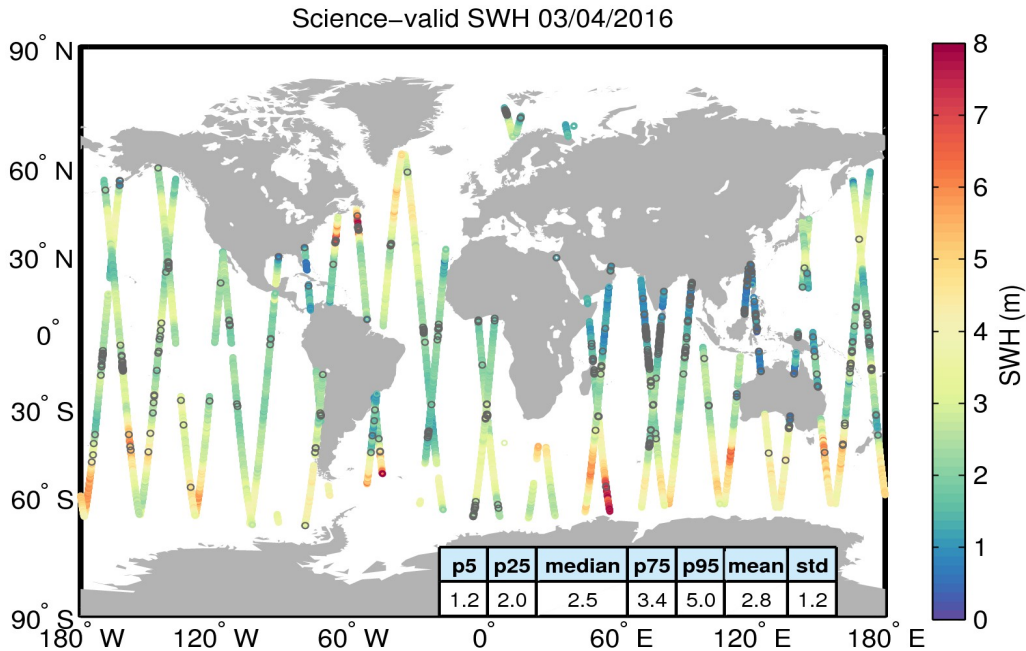 Science−valid SWH 03/04/2016
90° N
60° N
30° N
0°
30° S
60° S
90° S
180° W 120° W 60° W 0° 60° E 120° E 180° E
p5 p25 median p75 p95 mean std
1.2 2.0 2.5 3.4 5.0 2.8 1.2
8
7
6
5
4
3
2
1
0
SWH (m)